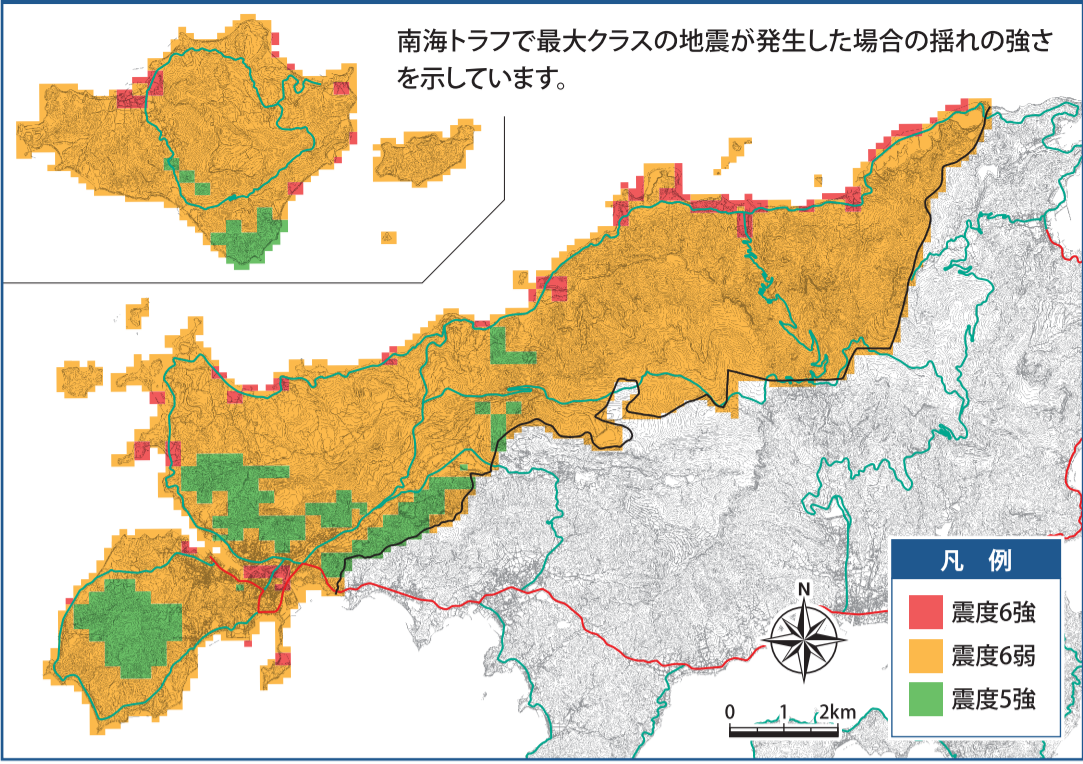 南海トラフで最大クラスの地震が発生した場合の揺れの強さ
を示しています。
凡 例
震度6強
震度6弱
震度5強
N
0 1 2km